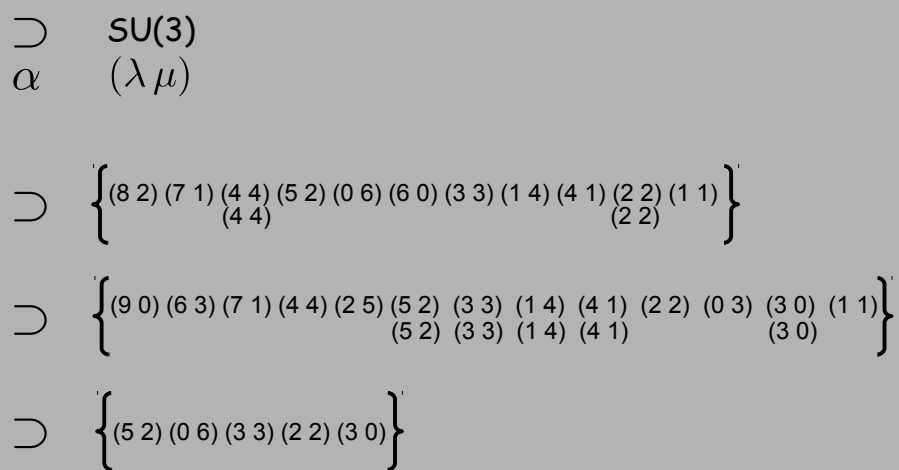 ⊃ SU(3)
α (λ μ)
⊃ { (8 2) (7 1) (4 4) (5 2) (0 6) (6 0) (3 3) (1 4) (4 1) (2 2) (1 1) }
(4 4) (2 2)
⊃ { (9 0) (6 3) (7 1) (4 4) (2 5) (5 2) (3 3) (1 4) (4 1) (2 2) (0 3) (3 0) (1 1) }
(5 2) (3 3) (1 4) (4 1) (3 0)
⊃ { (5 2) (0 6) (3 3) (2 2) (3 0) }